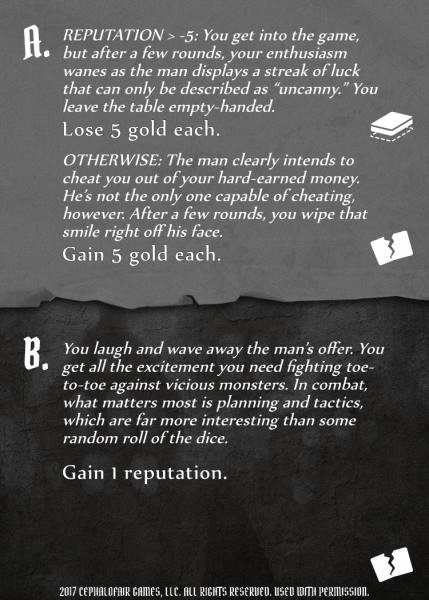 A.
REPUTATION > -5: You get into the game,
but after a few rounds, your enthusiasm
wanes as the man displays a streak of luck
that can only be described as “uncanny.” You
leave the table empty-handed.
Lose 5 gold each.
OTHERWISE: The man clearly intends to
cheat you out of your hard-earned money.
He’s not the only one capable of cheating,
however. After a few rounds, you wipe that
smile right off his face.
Gain 5 gold each.
B.
You laugh and wave away the man’s offer. You
get all the excitement you need fighting toe-
to-toe against vicious monsters. In combat,
what matters most is planning and tactics,
which are far more interesting than some
random roll of the dice.
Gain 1 reputation.
2017 CEPHALOFAIR GAMES, LLC. ALL RIGHTS RESERVED. USED WITH PERMISSION.